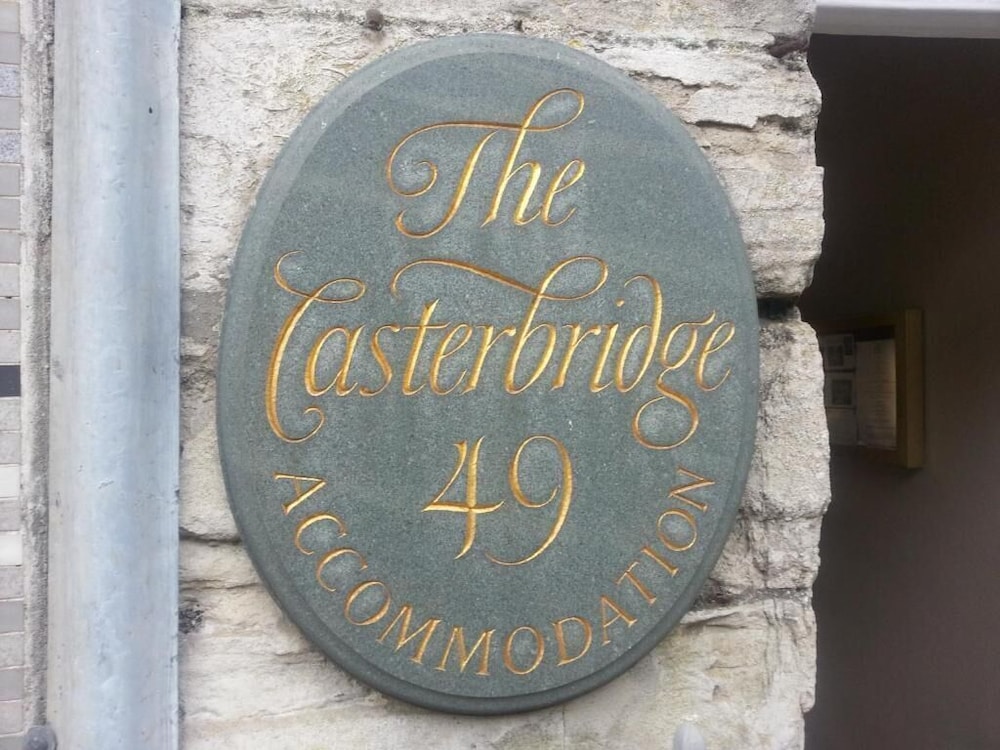 The
Casterbridge
49
ACCOMMODATION